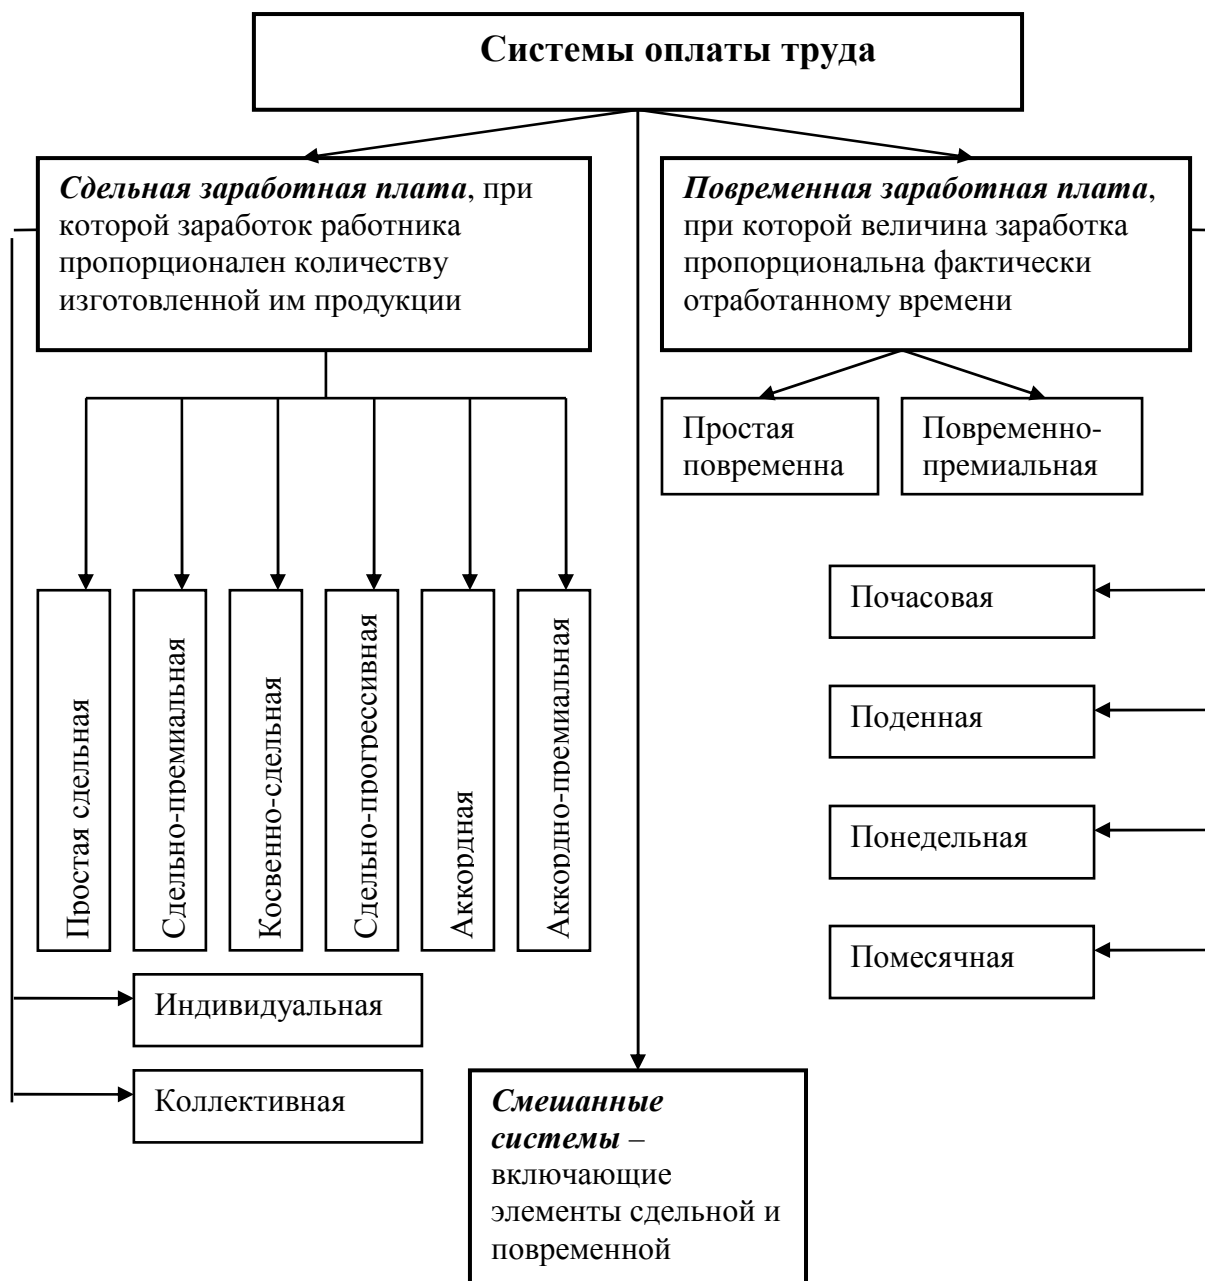 Системы оплаты труда
Сдельная заработная плата, при
которой заработок работника
пропорционален количеству
изготовленной им продукции
Повременная заработная плата,
при которой величина заработка
пропорциональна фактически
отработанному времени
Простая
повременна
Повременно-
премиальная
Простая сдельная
Сдельно-премиальная
Косвенно-сдельная
Сдельно-прогрессивная
Аккордная
Аккордно-премиальная
Почасовая
Поденная
Понедельная
Помесячная
Индивидуальная
Коллективная
Смешанные
системы –
включающие
элементы сдельной и
повременной